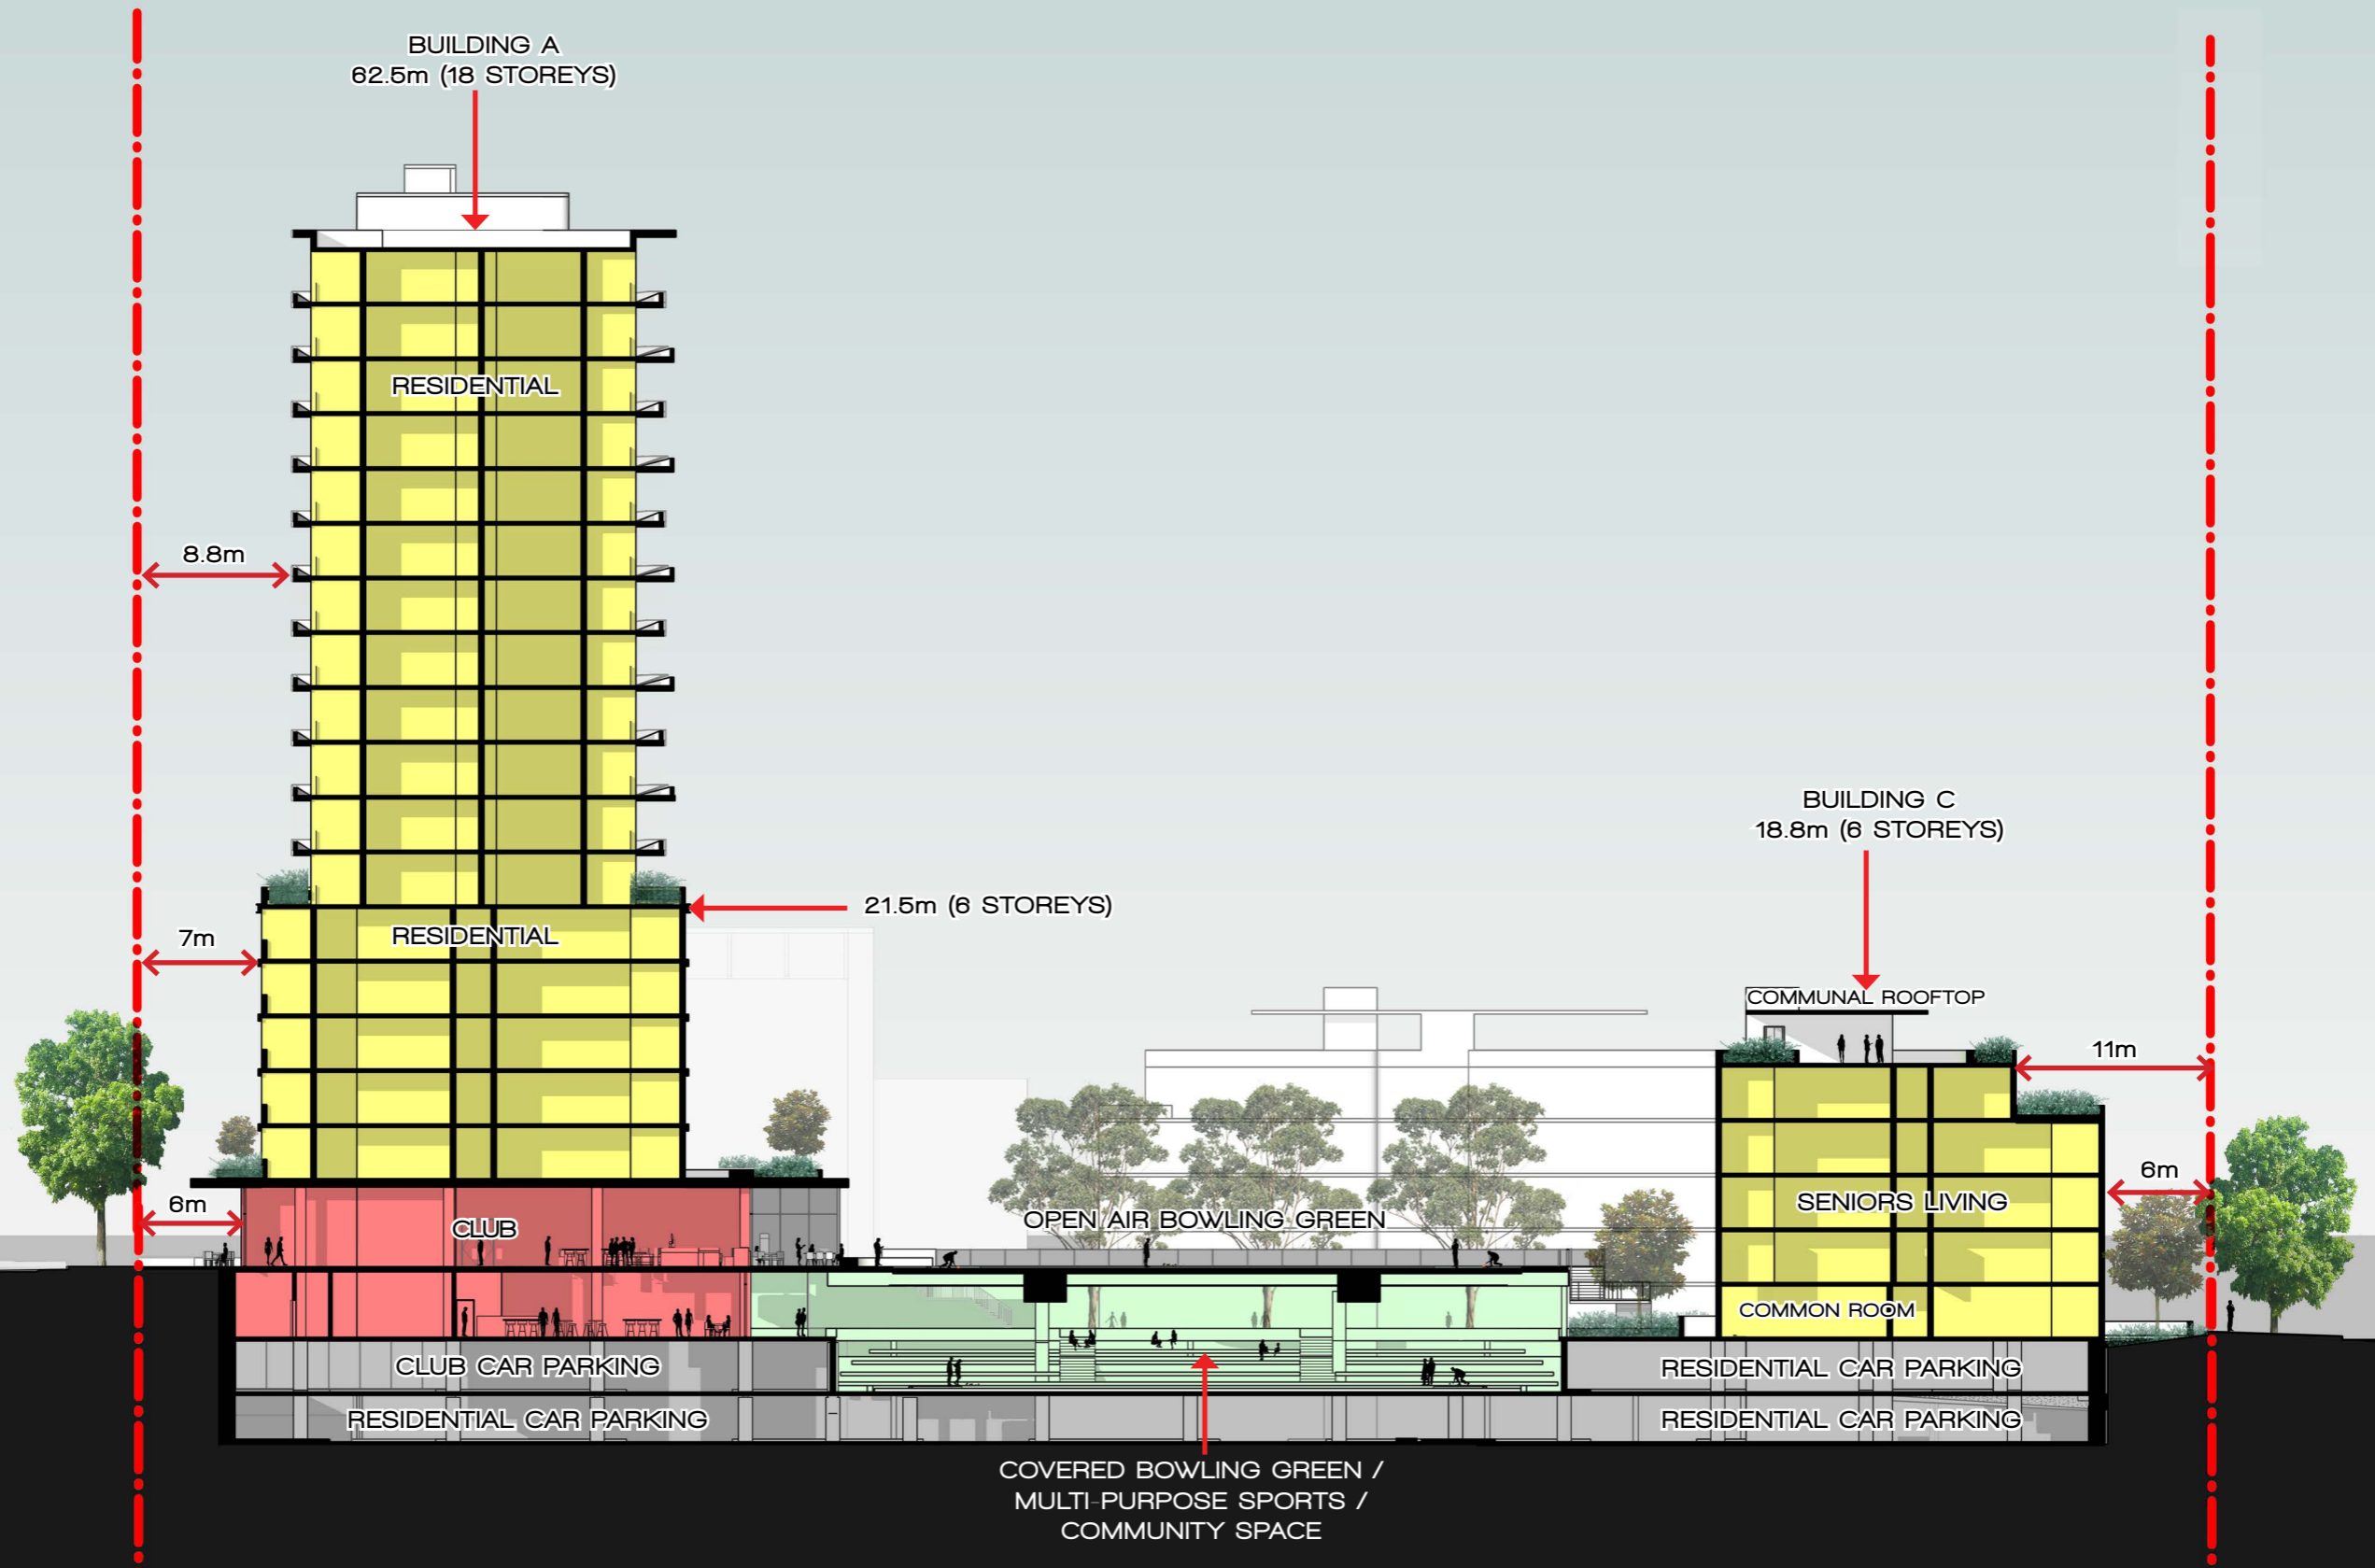 BUILDING A
62.5m (18 STOREYS)
RESIDENTIAL
8.8m
BUILDING C
18.8m (6 STOREYS)
21.5m (6 STOREYS)
RESIDENTIAL
7m
COMMUNAL ROOFTOP
11m
6m
SENIORS LIVING
6m
CLUB
OPEN AIR BOWLING GREEN
COMMON ROOM
CLUB CAR PARKING
RESIDENTIAL CAR PARKING
RESIDENTIAL CAR PARKING
RESIDENTIAL CAR PARKING
COVERED BOWLING GREEN /
MULTI-PURPOSE SPORTS /
COMMUNITY SPACE